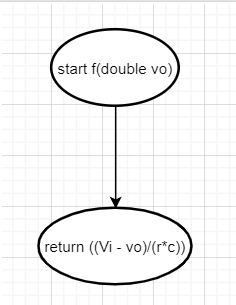 start f(double vo)
return ((Vi - vo)/(r*c))